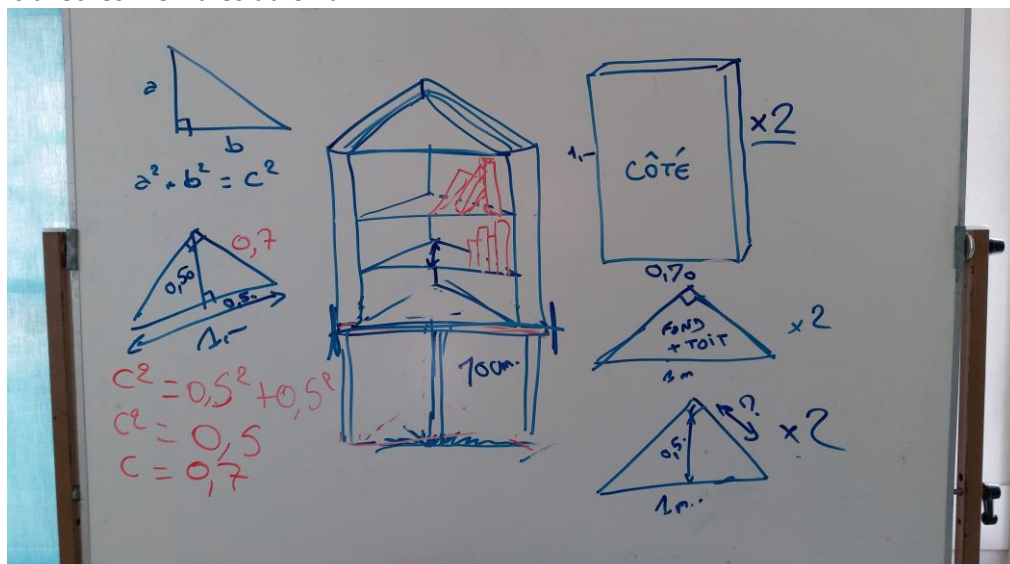 a
b
a² + b² = c²
0,7
0,50
0,5
1,-
c² = 0,5² + 0,5²
c² = 0,5
c = 0,7
70cm.
1,-
CÔTÉ
x2
0,70
FOND
+ TOIT
x2
1m
?
0,5
x2
1m..